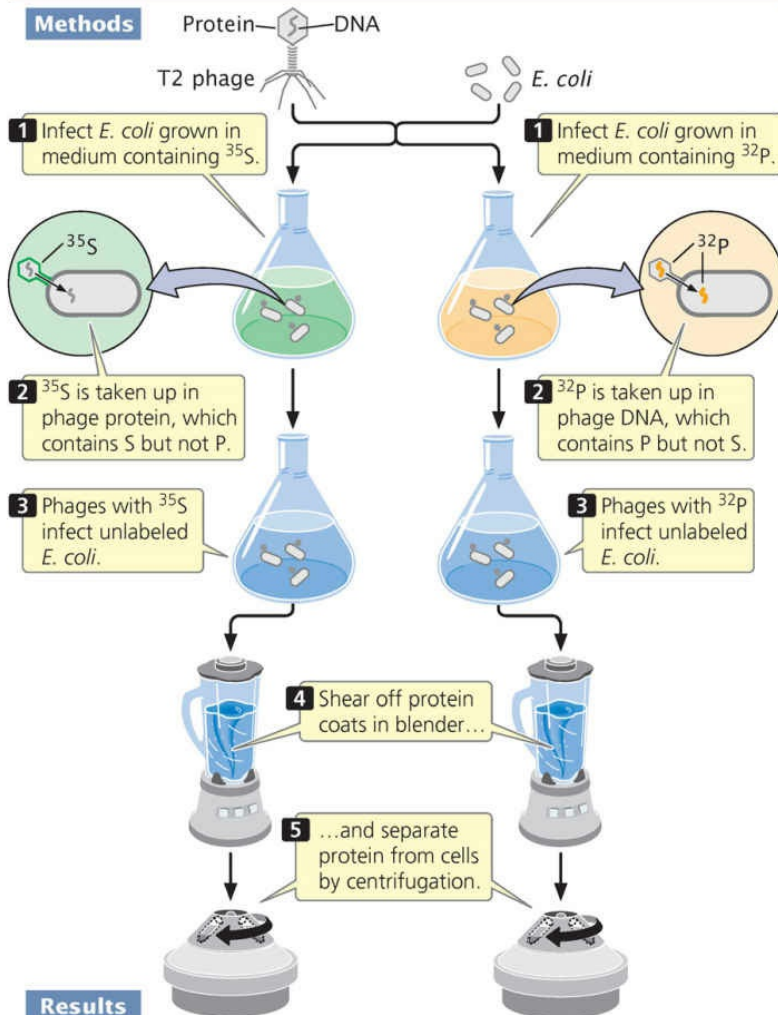 Methods
Protein
DNA
T2 phage
E. coli
1 Infect E. coli grown in
medium containing ³⁵S.
1 Infect E. coli grown in
medium containing ³²P.
³⁵S
³²P
2 ³⁵S is taken up in
phage protein, which
contains S but not P.
2 ³²P is taken up in
phage DNA, which
contains P but not S.
3 Phages with ³⁵S
infect unlabeled
E. coli.
3 Phages with ³²P
infect unlabeled
E. coli.
4 Shear off protein
coats in blender…
5 …and separate
protein from cells
by centrifugation.
Results